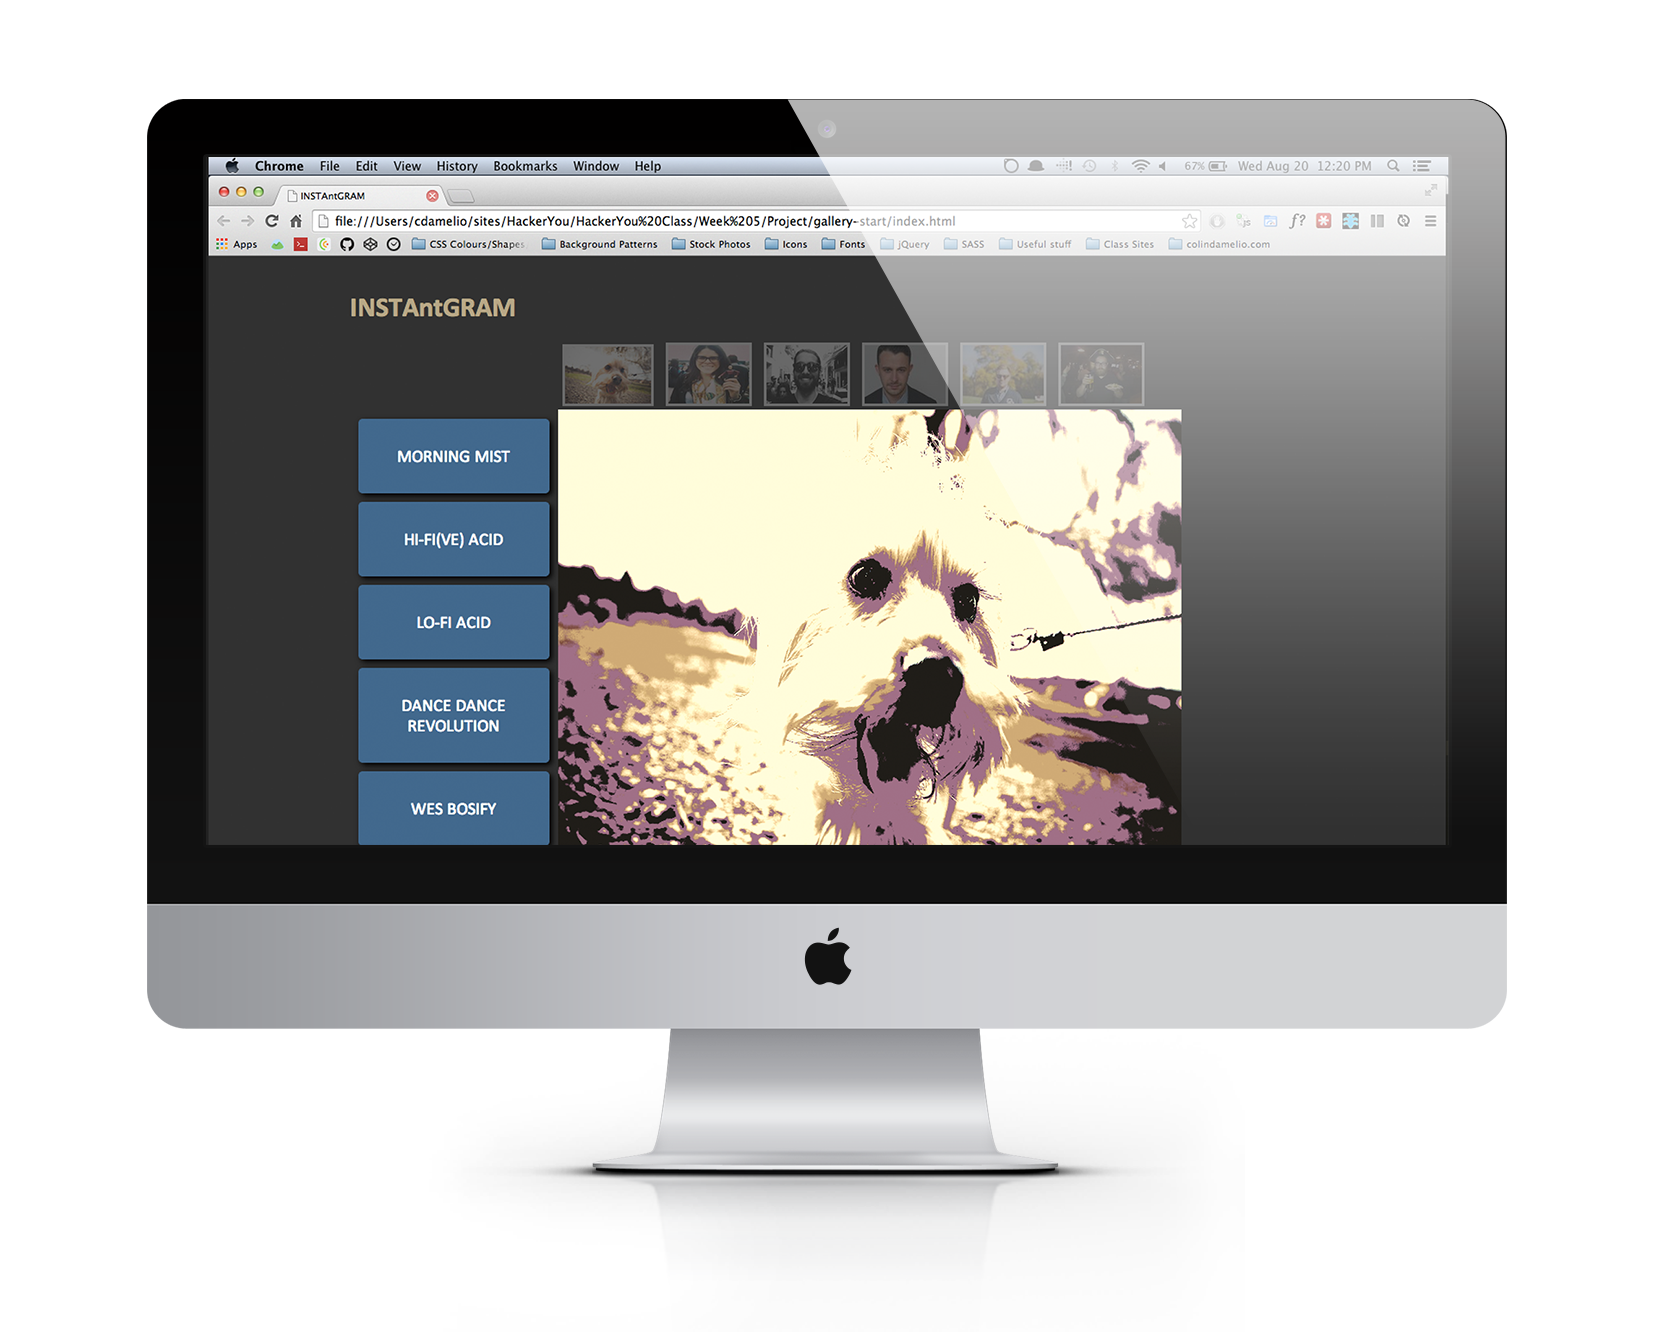 Chrome File Edit View History Bookmarks Window Help 67% Wed Aug 20 12:20 PM
INSTAntGRAM
file:///Users/cdamelio/sites/HackerYou/HackerYou%20Class/Week%205/Project/gallery-start/index.html f?
Apps CSS Colours/Shapes Background Patterns Stock Photos Icons Fonts jQuery SASS Useful stuff Class Sites colindamelio.com
INSTAntGRAM
MORNING MIST
HI-FI(VE) ACID
LO-FI ACID
DANCE DANCE
REVOLUTION
WES BOSIFY